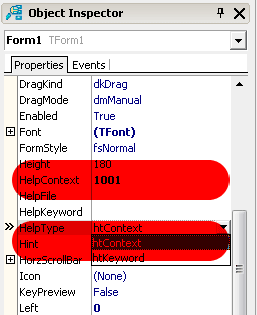 Object Inspector
Form1 TForm1
Properties Events
DragKind dkDrag
DragMode dmManual
Enabled True
Font (TFont)
FormStyle fsNormal
Height 180
HelpContext 1001
HelpFile
HelpKeyword
HelpType htContext
Hint htContext
HorzScrollBar htKeyword
Icon (None)
KeyPreview False
Left 0